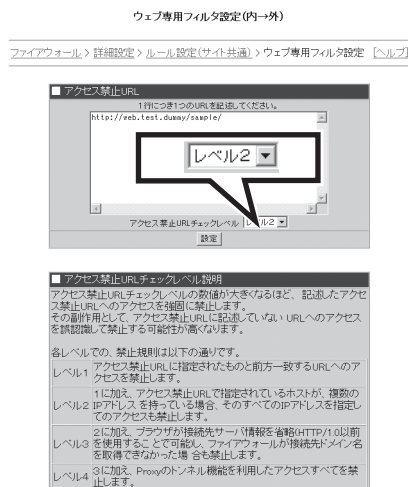 ウェブ専用フィルタ設定(内→外)
ファイアウォール > 詳細設定 > ルール設定(サイト共通) > ウェブ専用フィルタ設定 [ヘルプ]
■ アクセス禁止URL
1行につき1つのURLを記述してください。
http://web.test.dummy/sample/
レベル2
アクセス禁止URLチェックレベル レベル2
設定
■ アクセス禁止URLチェックレベル説明
アクセス禁止URLチェックレベルの数値が大きくなるほど、記述したアクセ
ス禁止URLへのアクセスを強固に禁止します。
その副作用として、アクセス禁止URLに記述していない URLへのアクセス
を誤認識して禁止する可能性が高くなります。
各レベルでの、禁止規則は以下の通りです。
レベル1 アクセス禁止URLに指定されたものと前方一致するURLへのア
クセスを禁止します。
レベル2 1に加え、アクセス禁止URLで指定されているホストが、複数の
IPアドレス を持っている場合、そのすべてのIPアドレスを指定し
てのアクセスも禁止します。
レベル3 2に加え、ブラウザが接続先サーバ情報を省略(HTTP/1.0以前
を使用することで可能)し、ファイアウォールが接続先ドメイン名
を取得できなかった場 合も禁止します。
レベル4 3に加え、Proxyのトンネル機能を利用したアクセスすべてを禁
止します。